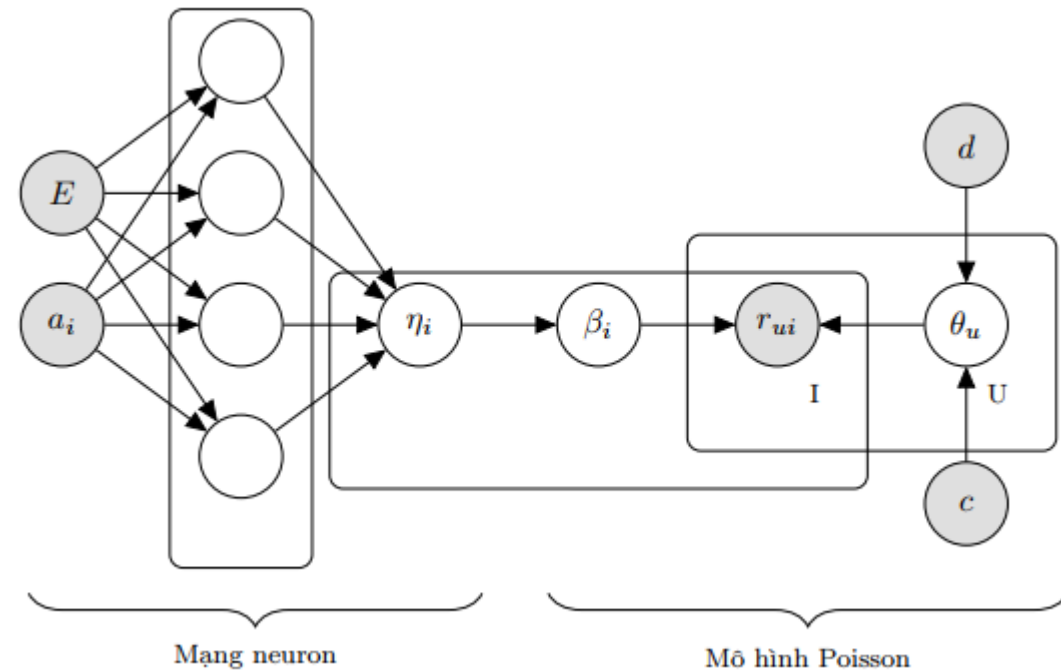 d
E
a_i
η_i
β_i
r_ui
θ_u
I
U
c
Mạng neuron
Mô hình Poisson